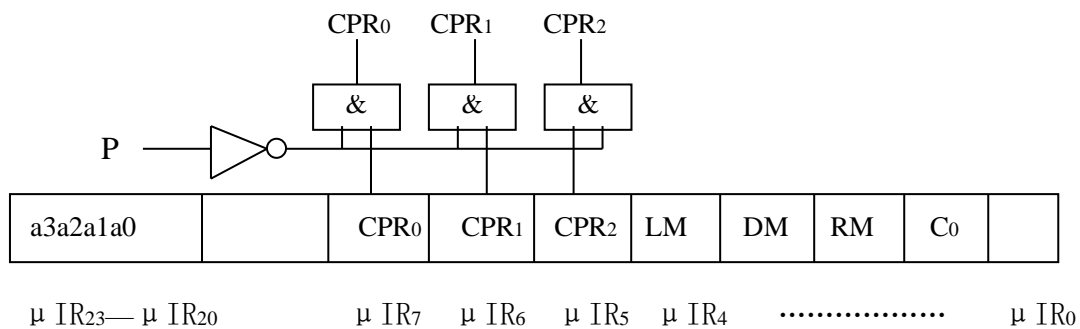 CPR₀ CPR₁ CPR₂
& & &
P
a3a2a1a0 CPR₀ CPR₁ CPR₂ LM DM RM C₀
μIR₂₃—μIR₂₀ μIR₇ μIR₆ μIR₅ μIR₄ ……………… μIR₀